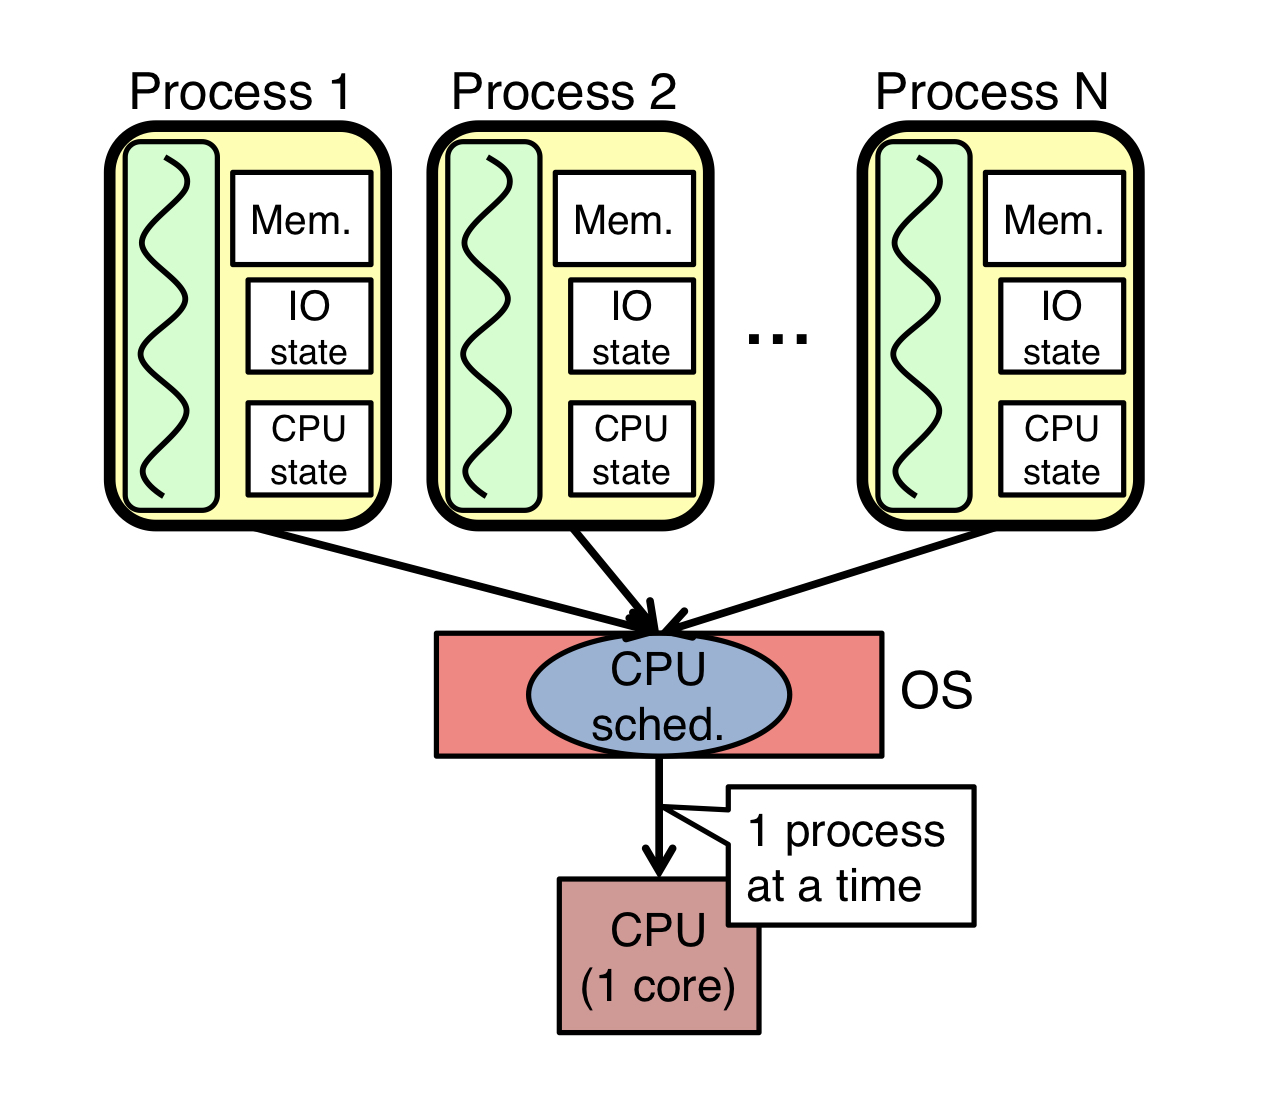 Process 1
Process 2
Process N
Mem.
IO
state
CPU
state
Mem.
IO
state
CPU
state
...
Mem.
IO
state
CPU
state
CPU
sched.
OS
1 process
at a time
CPU
(1 core)